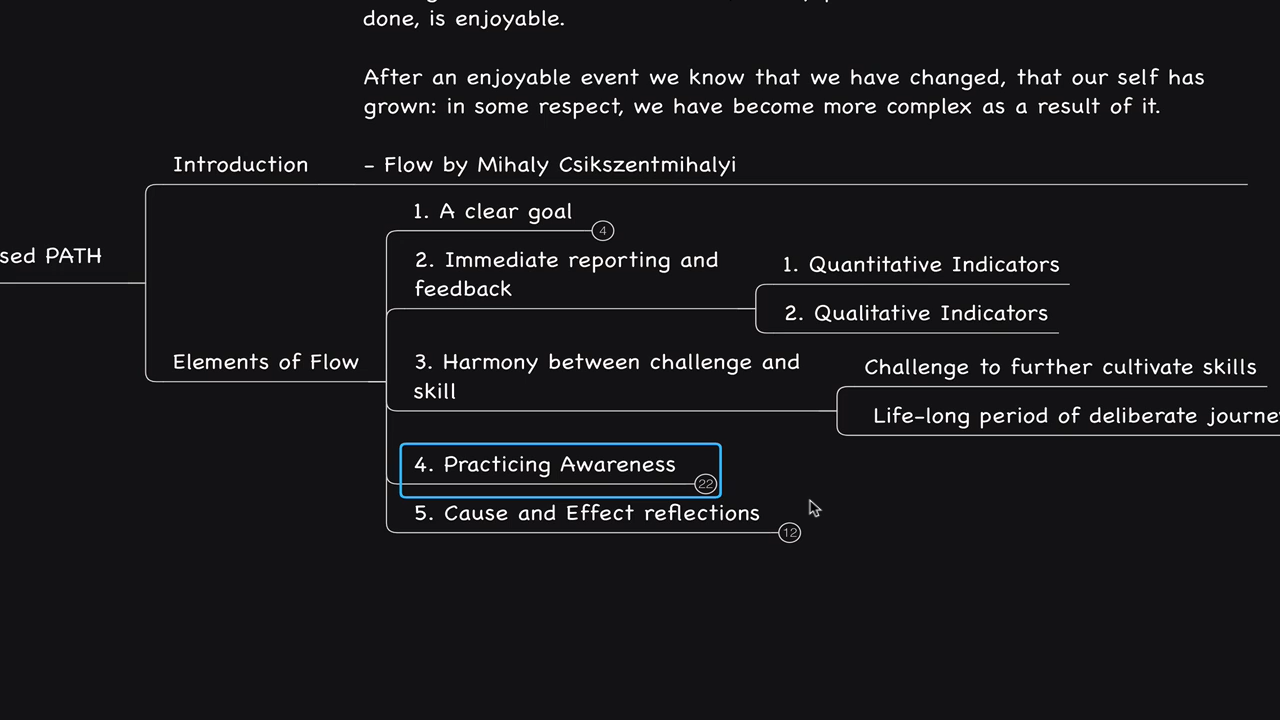 done, is enjoyable.
After an enjoyable event we know that we have changed, that our self has
grown: in some respect, we have become more complex as a result of it.
Introduction
– Flow by Mihaly Csikszentmihalyi
1. A clear goal
4
sed PATH
2. Immediate reporting and
feedback
1. Quantitative Indicators
2. Qualitative Indicators
Elements of Flow
3. Harmony between challenge and
skill
Challenge to further cultivate skills
Life-long period of deliberate journe
4. Practicing Awareness
22
5. Cause and Effect reflections
12